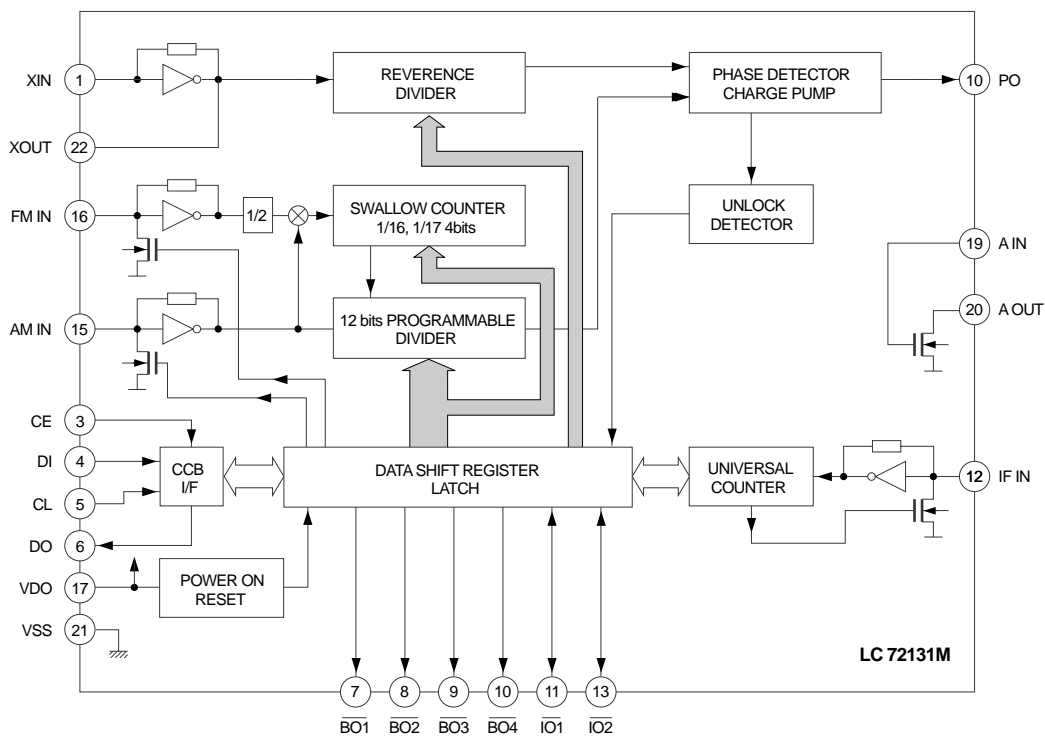 XIN
1
REVERENCE
DIVIDER
PHASE DETECTOR
CHARGE PUMP
10
PO
XOUT
22
FM IN
16
1/2
SWALLOW COUNTER
1/16, 1/17 4bits
UNLOCK
DETECTOR
19
A IN
AM IN
15
12 bits PROGRAMMABLE
DIVIDER
20
A OUT
CE
3
DI
4
CL
5
DO
6
CCB
I/F
DATA SHIFT REGISTER
LATCH
UNIVERSAL
COUNTER
12
IF IN
VDO
17
POWER ON
RESET
VSS
21
LC 72131M
7
8
9
10
11
13
BO1
BO2
BO3
BO4
IO1
IO2